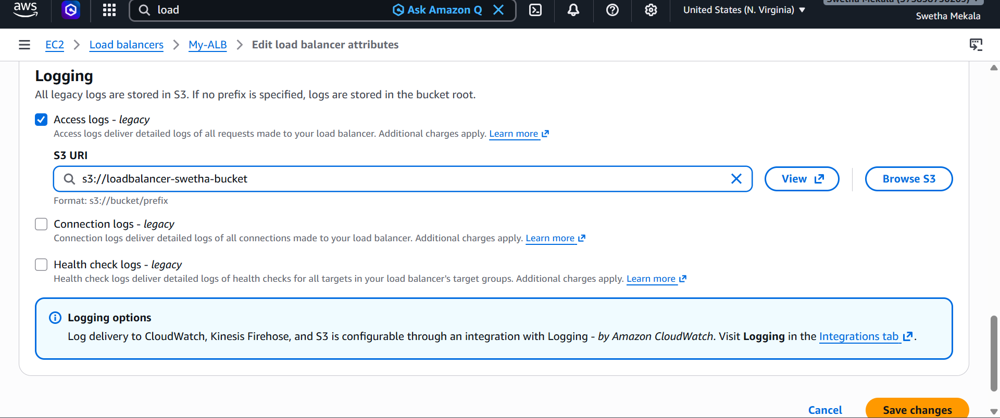 aws
load
Ask Amazon Q
United States (N. Virginia)
Swetha Mekala
EC2 > Load balancers > My-ALB > Edit load balancer attributes
Logging
All legacy logs are stored in S3. If no prefix is specified, logs are stored in the bucket root.
Access logs - legacy
Access logs deliver detailed logs of all requests made to your load balancer. Additional charges apply. Learn more
S3 URI
s3://loadbalancer-swetha-bucket
View
Browse S3
Format: s3://bucket/prefix
Connection logs - legacy
Connection logs deliver detailed logs of all connections made to your load balancer. Additional charges apply. Learn more
Health check logs - legacy
Health check logs deliver detailed logs of health checks for all targets in your load balancer's target groups. Additional charges apply. Learn more
Logging options
Log delivery to CloudWatch, Kinesis Firehose, and S3 is configurable through an integration with Logging - by Amazon CloudWatch. Visit Logging in the Integrations tab.
Cancel
Save changes